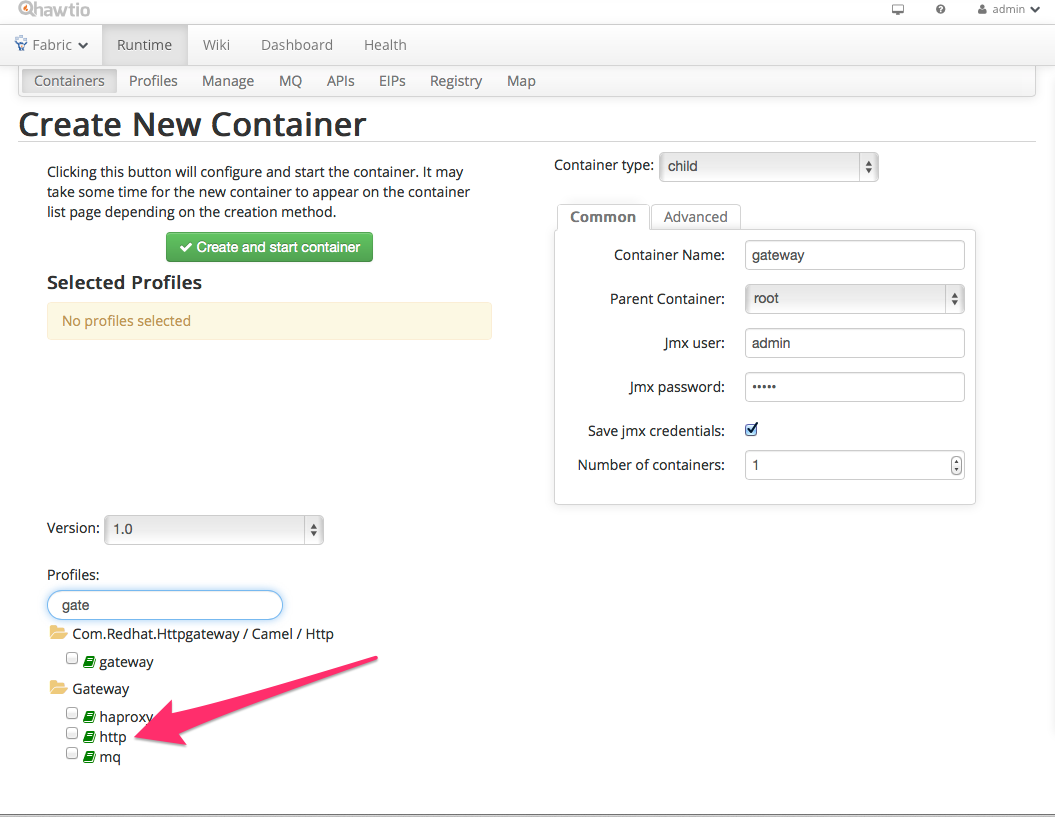 hawtio
admin
Fabric Runtime Wiki Dashboard Health
Containers Profiles Manage MQ APIs EIPs Registry Map
Create New Container
Clicking this button will configure and start the container. It may
take some time for the new container to appear on the container
list page depending on the creation method.
Create and start container
Selected Profiles
No profiles selected
Container type: child
Common Advanced
Container Name: gateway
Parent Container: root
Jmx user: admin
Jmx password: •••••
Save jmx credentials:
Number of containers: 1
Version: 1.0
Profiles:
gate
Com.Redhat.Httpgateway / Camel / Http
gateway
Gateway
haproxy
http
mq